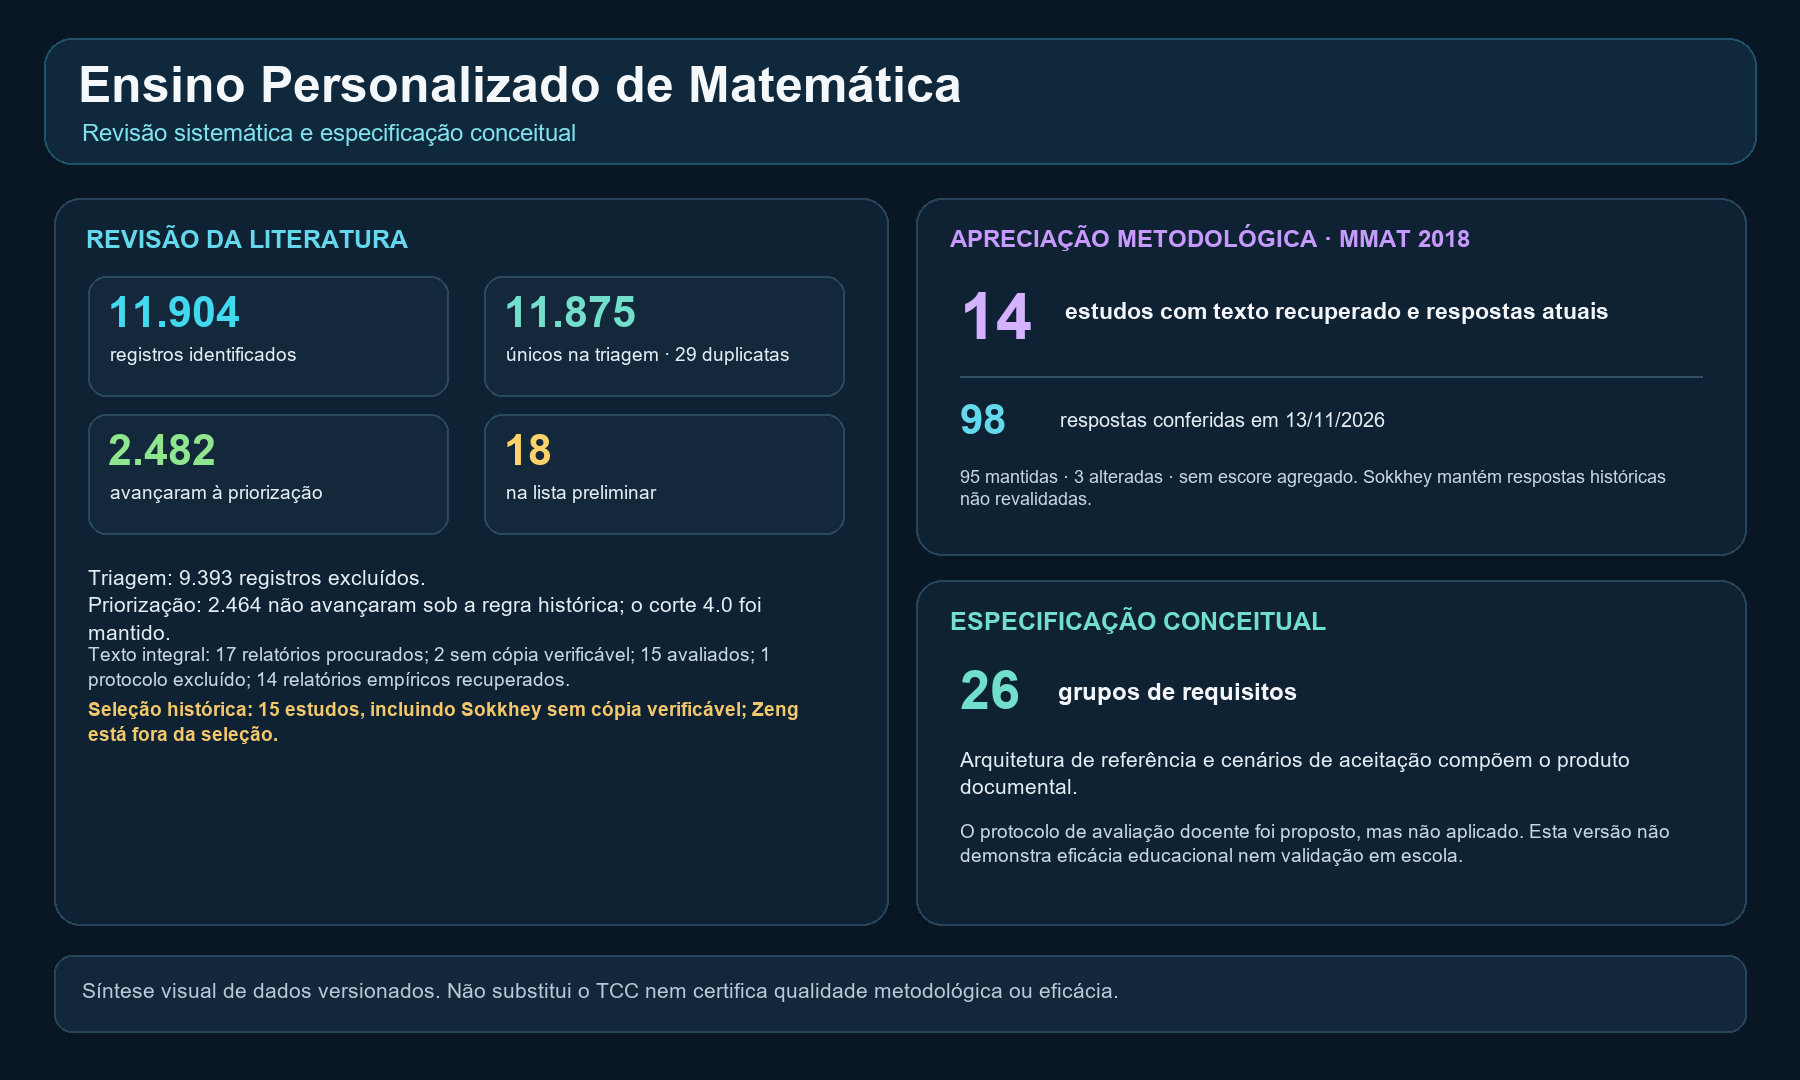 Ensino Personalizado de Matemática
Revisão sistemática e especificação conceitual
REVISÃO DA LITERATURA
11.904
registros identificados
11.875
únicos na triagem · 29 duplicatas
2.482
avançaram à priorização
18
na lista preliminar
Triagem: 9.393 registros excluídos.
Priorização: 2.464 não avançaram sob a regra histórica; o corte 4.0 foi
mantido.
Texto integral: 17 relatórios procurados; 2 sem cópia verificável; 15 avaliados; 1
protocolo excluído; 14 relatórios empíricos recuperados.
Seleção histórica: 15 estudos, incluindo Sokkhey sem cópia verificável; Zeng
está fora da seleção.
APRECIAÇÃO METODOLÓGICA · MMAT 2018
14 estudos com texto recuperado e respostas atuais
98 respostas conferidas em 13/11/2026
95 mantidas · 3 alteradas · sem escore agregado. Sokkhey mantém respostas históricas
não revalidadas.
ESPECIFICAÇÃO CONCEITUAL
26 grupos de requisitos
Arquitetura de referência e cenários de aceitação compõem o produto
documental.
O protocolo de avaliação docente foi proposto, mas não aplicado. Esta versão não
demonstra eficácia educacional nem validação em escola.
Síntese visual de dados versionados. Não substitui o TCC nem certifica qualidade metodológica ou eficácia.